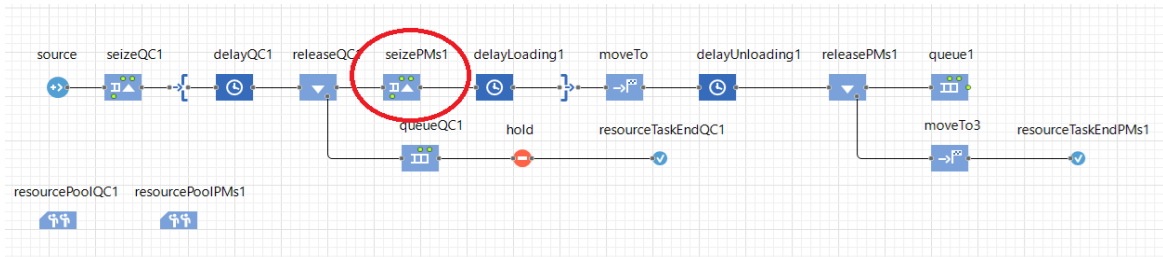 source seizeQC1 delayQC1 releaseQC1 seizePMs1 delayLoading1 moveTo delayUnloading1 releasePMs1 queue1
queueQC1 hold resourceTaskEndQC1 moveTo3 resourceTaskEndPMs1
resourcePoolQC1 resourcePoolPMs1